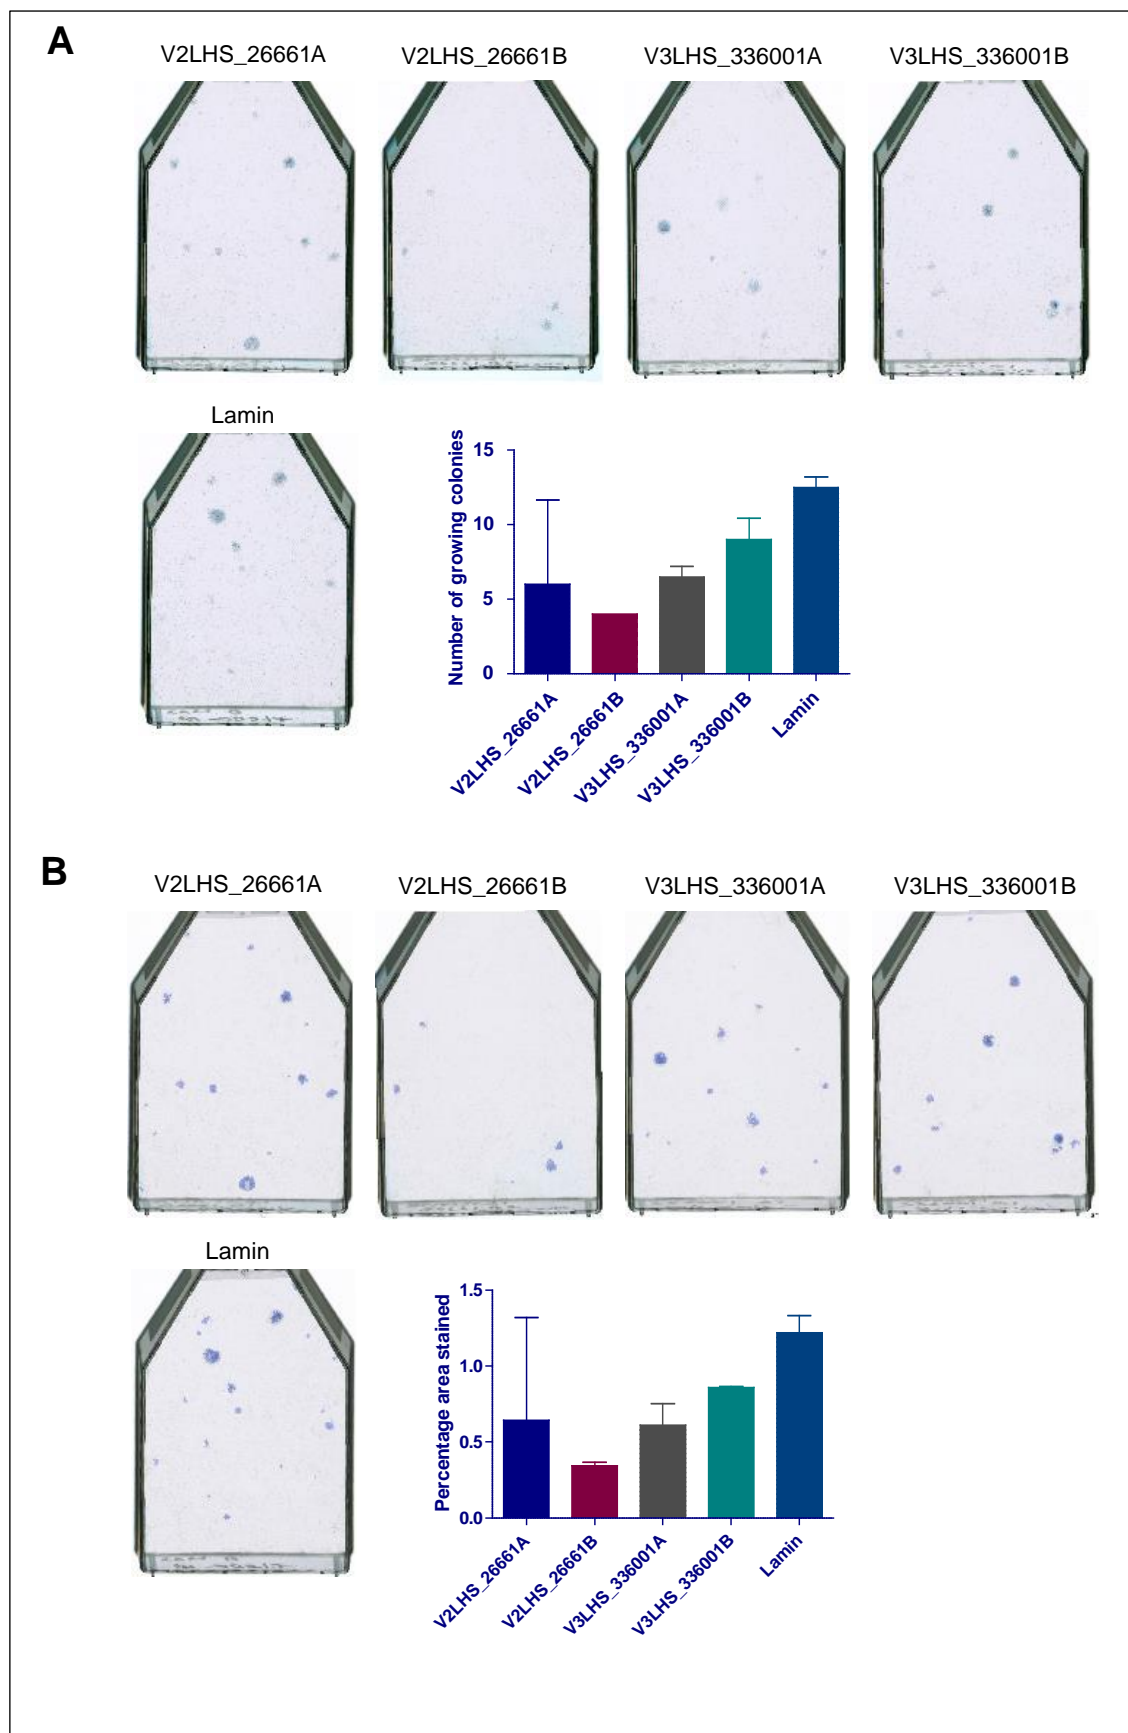 A
V2LHS_26661A
V2LHS_26661B
V3LHS_336001A
V3LHS_336001B
Lamin
Number of growing colonies
15
10
5
0
V2LHS_26661A
V2LHS_26661B
V3LHS_336001A
V3LHS_336001B
Lamin
B
V2LHS_26661A
V2LHS_26661B
V3LHS_336001A
V3LHS_336001B
Lamin
Percentage area stained
1.5
1.0
0.5
0.0
V2LHS_26661A
V2LHS_26661B
V3LHS_336001A
V3LHS_336001B
Lamin